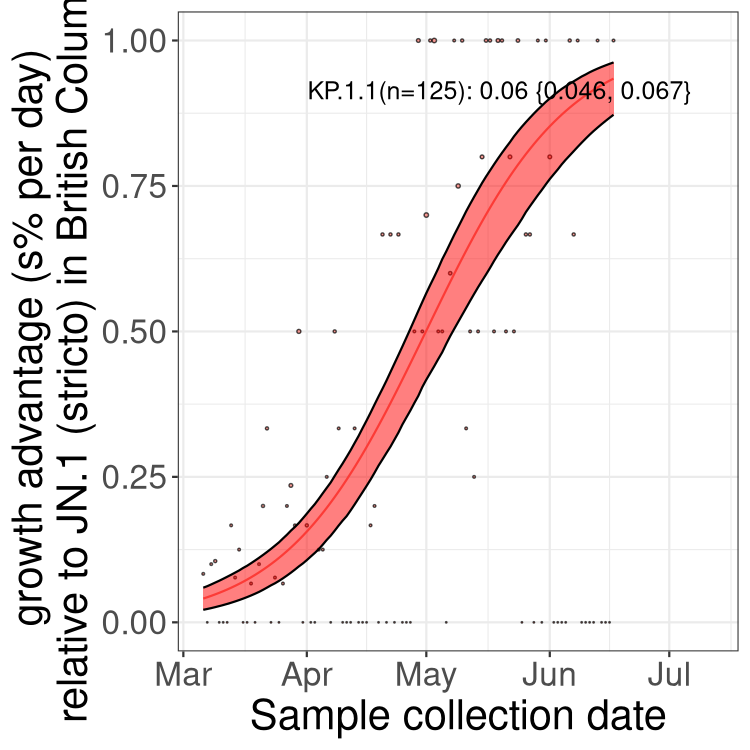 growth advantage (s% per day)
relative to JN.1 (stricto) in British Colum
1.00
0.75
0.50
0.25
0.00
KP.1.1(n=125): 0.06 {0.046, 0.067}
Mar Apr May Jun Jul
Sample collection date